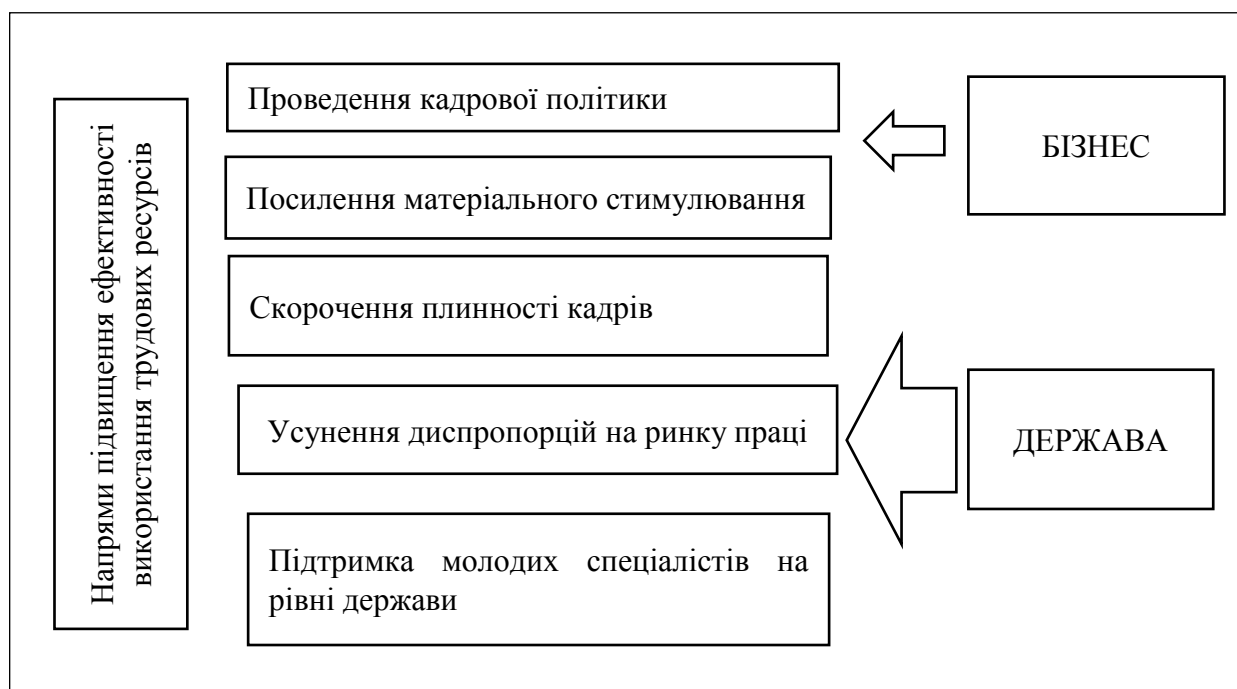 Напрями підвищення ефективності
використання трудових ресурсів
Проведення кадрової політики
Посилення матеріального стимулювання
Скорочення плинності кадрів
Усунення диспропорцій на ринку праці
Підтримка молодих спеціалістів на
рівні держави
БІЗНЕС
ДЕРЖАВА